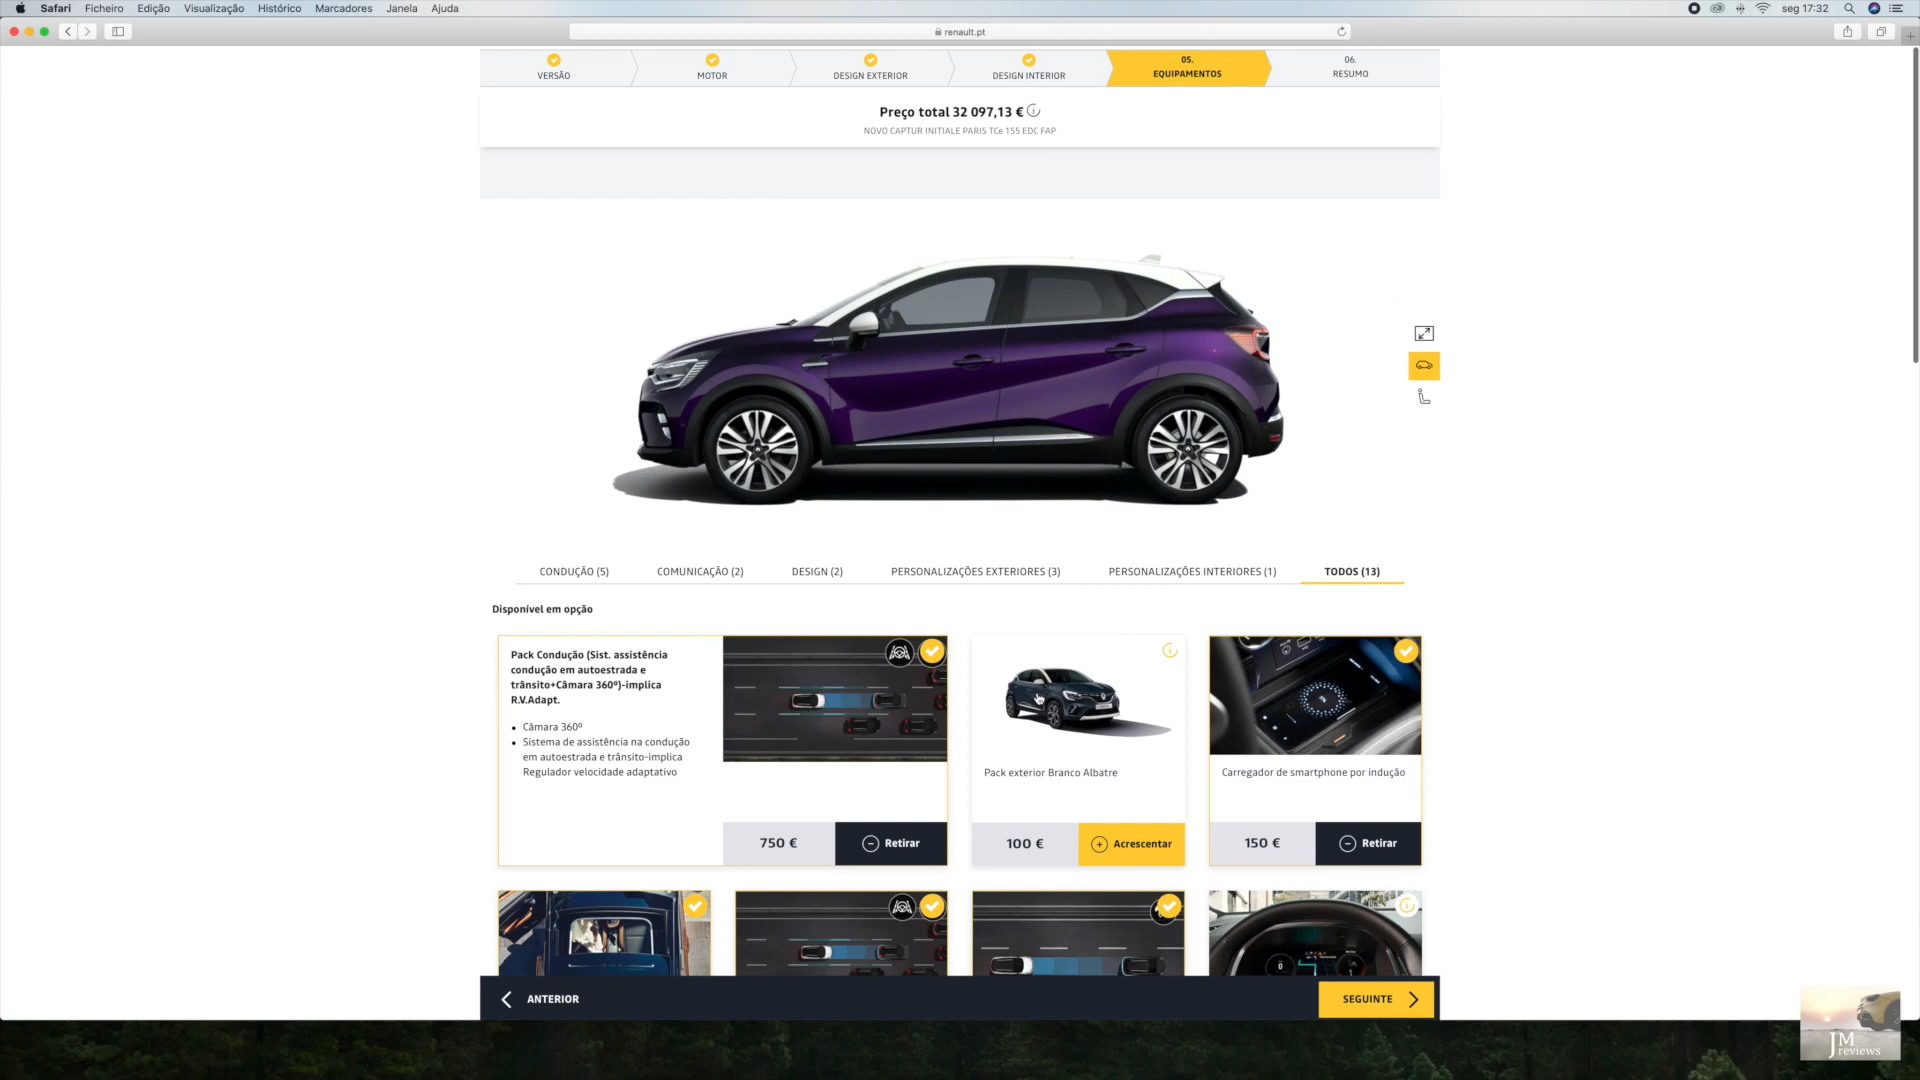 Safari Ficheiro Edição Visualização Histórico Marcadores Janela Ajuda seg 17:32
renault.pt
VERSÃO
MOTOR
DESIGN EXTERIOR
DESIGN INTERIOR
05.
EQUIPAMENTOS
06.
RESUMO
Preço total 32 097,13 €
NOVO CAPTUR INITIALE PARIS TCe 155 EDC FAP
CONDUÇÃO (5) COMUNICAÇÃO (2) DESIGN (2) PERSONALIZAÇÕES EXTERIORES (3) PERSONALIZAÇÕES INTERIORES (1) TODOS (13)
Disponível em opção
Pack Condução (Sist. assistência
condução em autoestrada e
trânsito+Câmara 360º)-implica
R.V.Adapt.
• Câmara 360º
• Sistema de assistência na condução
em autoestrada e trânsito-implica
Regulador velocidade adaptativo
750 € Retirar
Pack exterior Branco Albatre
100 € Acrescentar
Carregador de smartphone por indução
150 € Retirar
ANTERIOR
SEGUINTE
JM
reviews